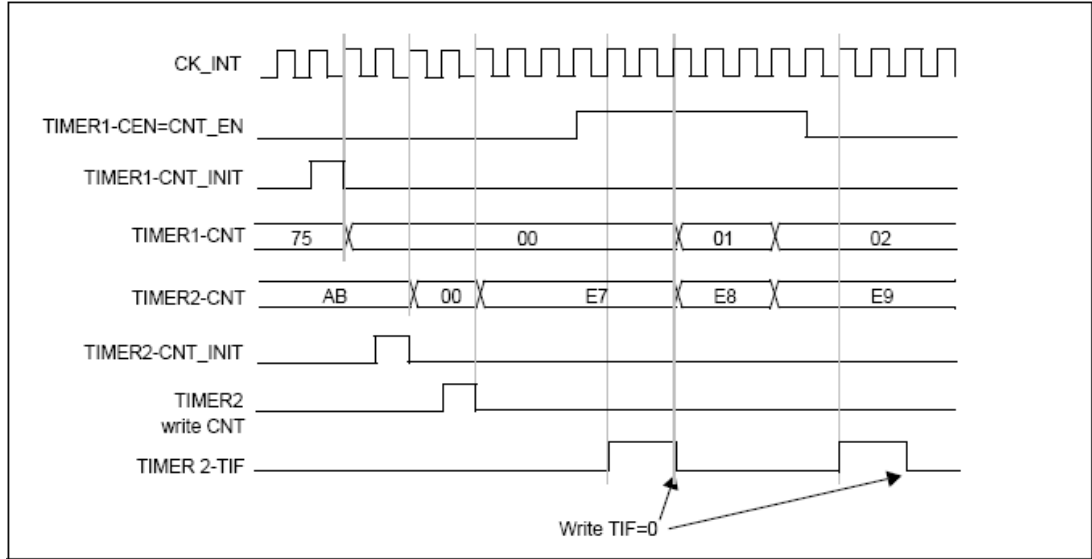 CK_INT
TIMER1-CEN=CNT_EN
TIMER1-CNT_INIT
TIMER1-CNT 75 00 01 02
TIMER2-CNT AB 00 E7 E8 E9
TIMER2-CNT_INIT
TIMER2
write CNT
TIMER 2-TIF
Write TIF=0